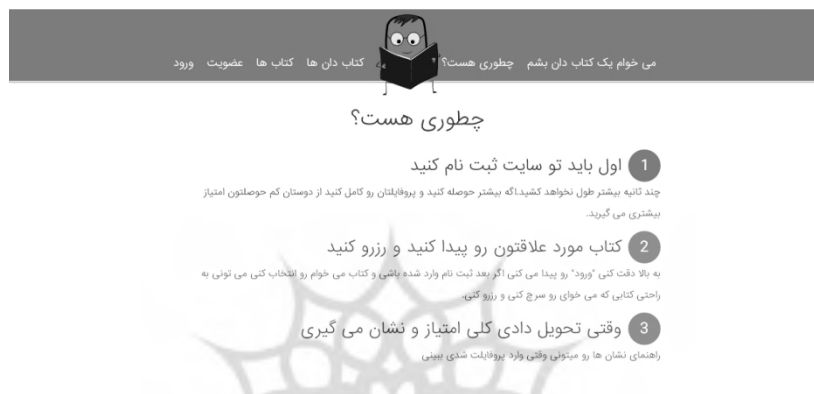 می خوام یک کتاب دان بشم چطوری هست؟ کتاب دان ها کتاب ها عضویت ورود
چطوری هست؟
1 اول باید تو سایت ثبت نام کنید
چند ثانیه بیشتر طول نخواهد کشید.اگه بیشتر حوصله کنید و پروفایلتان رو کامل کنید از دوستان کم حوصلتون امتیاز
بیشتری می گیرید.
2 کتاب مورد علاقتون رو پیدا کنید و رزرو کنید
به بالا دقت کنی "ورود" رو پیدا می کنی اگر بعد ثبت نام وارد شده باشی و کتاب می خوام رو انتخاب کنی می تونی به
راحتی کتابی که می خوای رو سرچ کنی و رزرو کنی.
3 وقتی تحویل دادی کلی امتیاز و نشان می گیری
راهنمای نشان ها رو میتونی وقتی وارد پروفایلت شدی ببینی